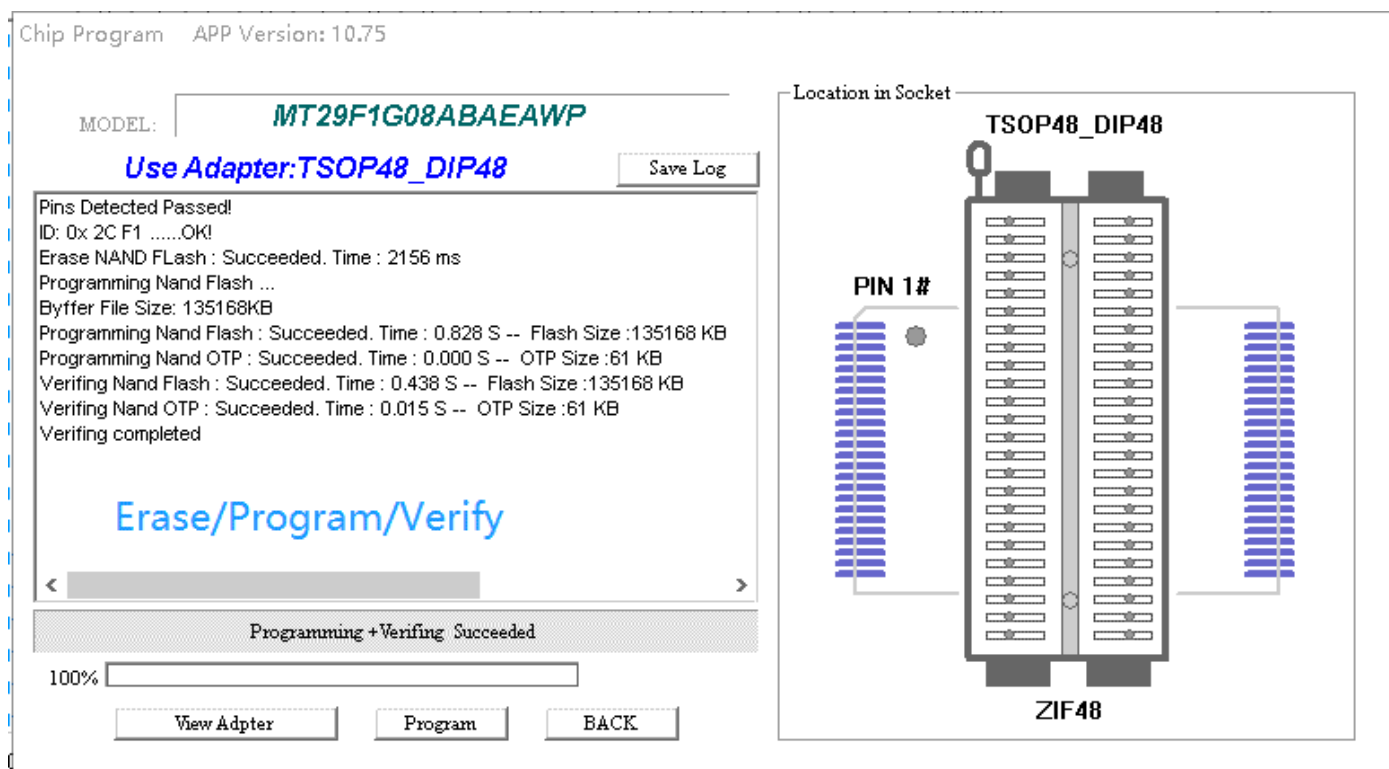 Chip Program APP Version: 10.75
MODEL: MT29F1G08ABAEAWP
Use Adapter:TSOP48_DIP48
Save Log
Pins Detected Passed!
ID: 0x 2C F1 ......OK!
Erase NAND FLash : Succeeded. Time : 2156 ms
Programming Nand Flash ...
Byffer File Size: 135168KB
Programming Nand Flash : Succeeded. Time : 0.828 S -- Flash Size :135168 KB
Programming Nand OTP : Succeeded. Time : 0.000 S -- OTP Size :61 KB
Verifing Nand Flash : Succeeded. Time : 0.438 S -- Flash Size :135168 KB
Verifing Nand OTP : Succeeded. Time : 0.015 S -- OTP Size :61 KB
Verifing completed
Erase/Program/Verify
Programming +Verifing Succeeded
100%
View Adpter
Program
BACK
Location in Socket
TSOP48_DIP48
PIN 1#
ZIF48